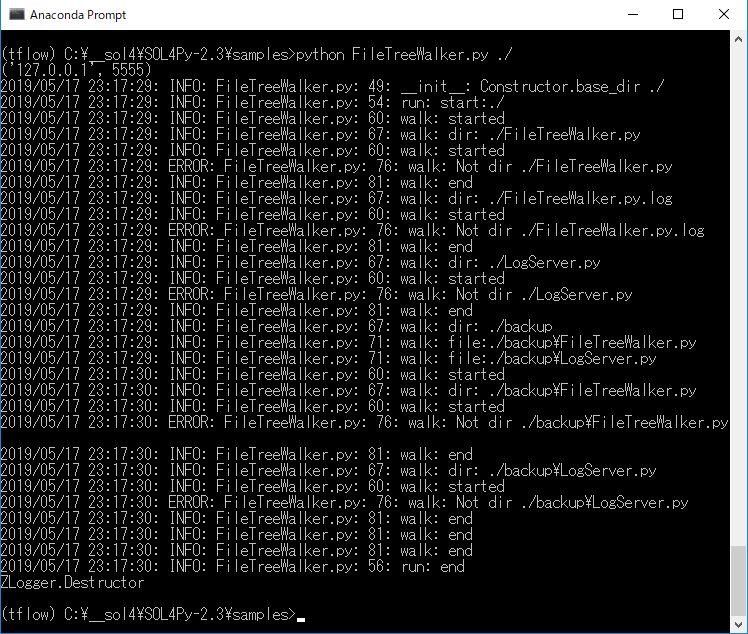 Anaconda Prompt
(tflow) C:¥__sol4¥SOL4Py-2.3¥samples>python FileTreeWalker.py ./
('127.0.0.1', 5555)
2019/05/17 23:17:29: INFO: FileTreeWalker.py: 49: __init__: Constructor.base_dir ./
2019/05/17 23:17:29: INFO: FileTreeWalker.py: 54: run: start:./
2019/05/17 23:17:29: INFO: FileTreeWalker.py: 60: walk: started
2019/05/17 23:17:29: INFO: FileTreeWalker.py: 67: walk: dir: ./FileTreeWalker.py
2019/05/17 23:17:29: INFO: FileTreeWalker.py: 60: walk: started
2019/05/17 23:17:29: ERROR: FileTreeWalker.py: 76: walk: Not dir ./FileTreeWalker.py
2019/05/17 23:17:29: INFO: FileTreeWalker.py: 81: walk: end
2019/05/17 23:17:29: INFO: FileTreeWalker.py: 67: walk: dir: ./FileTreeWalker.py.log
2019/05/17 23:17:29: INFO: FileTreeWalker.py: 60: walk: started
2019/05/17 23:17:29: ERROR: FileTreeWalker.py: 76: walk: Not dir ./FileTreeWalker.py.log
2019/05/17 23:17:29: INFO: FileTreeWalker.py: 81: walk: end
2019/05/17 23:17:29: INFO: FileTreeWalker.py: 67: walk: dir: ./LogServer.py
2019/05/17 23:17:29: INFO: FileTreeWalker.py: 60: walk: started
2019/05/17 23:17:29: ERROR: FileTreeWalker.py: 76: walk: Not dir ./LogServer.py
2019/05/17 23:17:29: INFO: FileTreeWalker.py: 81: walk: end
2019/05/17 23:17:29: INFO: FileTreeWalker.py: 67: walk: dir: ./backup
2019/05/17 23:17:29: INFO: FileTreeWalker.py: 71: walk: file:./backup¥FileTreeWalker.py
2019/05/17 23:17:29: INFO: FileTreeWalker.py: 71: walk: file:./backup¥LogServer.py
2019/05/17 23:17:30: INFO: FileTreeWalker.py: 60: walk: started
2019/05/17 23:17:30: INFO: FileTreeWalker.py: 67: walk: dir: ./backup¥FileTreeWalker.py
2019/05/17 23:17:30: INFO: FileTreeWalker.py: 60: walk: started
2019/05/17 23:17:30: ERROR: FileTreeWalker.py: 76: walk: Not dir ./backup¥FileTreeWalker.py
2019/05/17 23:17:30: INFO: FileTreeWalker.py: 81: walk: end
2019/05/17 23:17:30: INFO: FileTreeWalker.py: 67: walk: dir: ./backup¥LogServer.py
2019/05/17 23:17:30: INFO: FileTreeWalker.py: 60: walk: started
2019/05/17 23:17:30: ERROR: FileTreeWalker.py: 76: walk: Not dir ./backup¥LogServer.py
2019/05/17 23:17:30: INFO: FileTreeWalker.py: 81: walk: end
2019/05/17 23:17:30: INFO: FileTreeWalker.py: 81: walk: end
2019/05/17 23:17:30: INFO: FileTreeWalker.py: 81: walk: end
2019/05/17 23:17:30: INFO: FileTreeWalker.py: 56: run: end
ZLogger.Destructor
(tflow) C:¥__sol4¥SOL4Py-2.3¥samples>